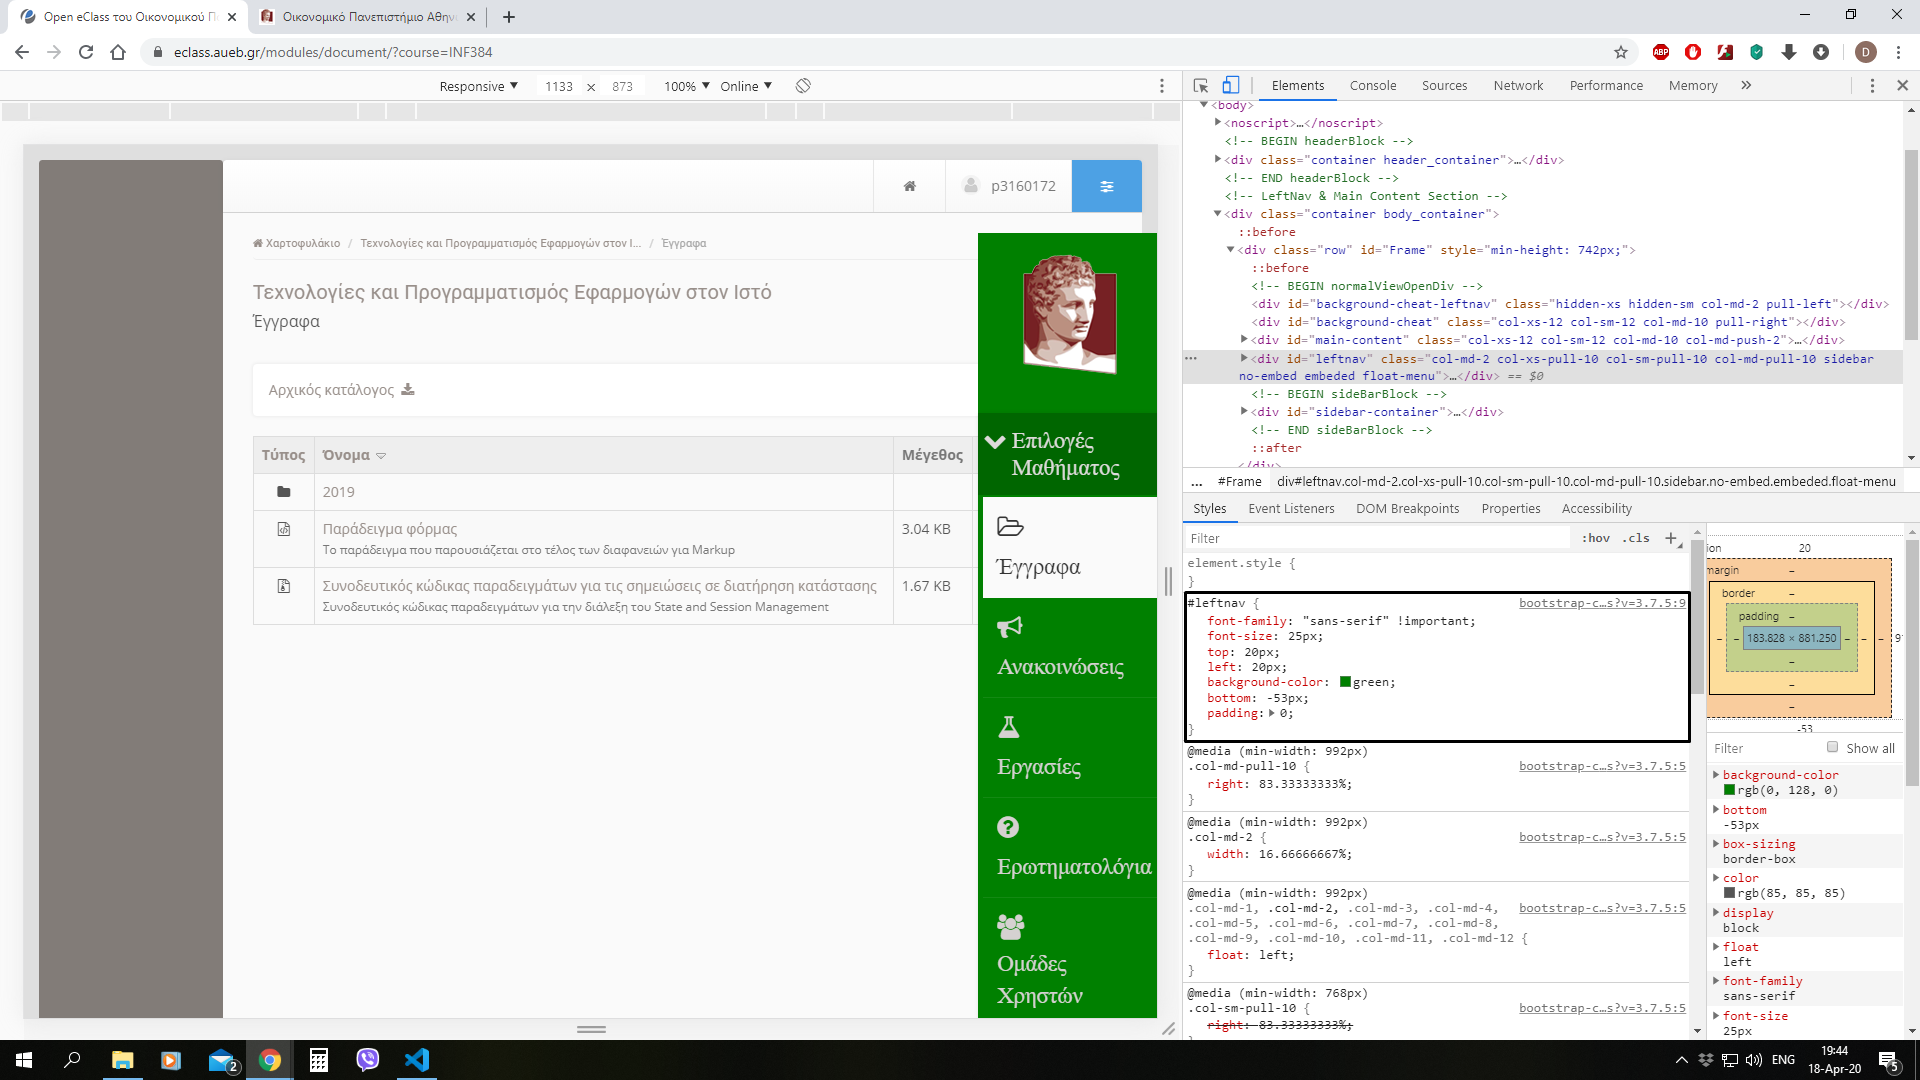 Open eClass του Οικονομικού Π
Οικονομικό Πανεπιστήμιο Αθην
eclass.aueb.gr/modules/document/?course=INF384
ABP
D
Responsive ▼ 1133 × 873 100% ▼ Online ▼
Elements Console Sources Network Performance Memory »
p3160172
Χαρτοφυλάκιο / Τεχνολογίες και Προγραμματισμός Εφαρμογών στον Ι... / Έγγραφα
Τεχνολογίες και Προγραμματισμός Εφαρμογών στον Ιστό
Έγγραφα
Αρχικός κατάλογος
Τύπος Όνομα Μέγεθος
2019
Παράδειγμα φόρμας 3.04 KB
Το παράδειγμα που παρουσιάζεται στο τέλος των διαφανειών για Markup
Συνοδευτικός κώδικας παραδειγμάτων για τις σημειώσεις σε διατήρηση κατάστασης 1.67 KB
Συνοδευτικός κώδικας παραδειγμάτων για την διάλεξη του State and Session Management
Επιλογές
Μαθήματος
Έγγραφα
Ανακοινώσεις
Εργασίες
Ερωτηματολόγια
Ομάδες
Χρηστών
<body>
<noscript>…</noscript>
<!-- BEGIN headerBlock -->
<div class="container header_container">…</div>
<!-- END headerBlock -->
<!-- LeftNav & Main Content Section -->
<div class="container body_container">
::before
<div class="row" id="Frame" style="min-height: 742px;">
::before
<!-- BEGIN normalViewOpenDiv -->
<div id="background-cheat-leftnav" class="hidden-xs hidden-sm col-md-2 pull-left"></div>
<div id="background-cheat" class="col-xs-12 col-sm-12 col-md-10 pull-right"></div>
<div id="main-content" class="col-xs-12 col-sm-12 col-md-10 col-md-push-2">…</div>
<div id="leftnav" class="col-md-2 col-xs-pull-10 col-sm-pull-10 col-md-pull-10 sidebar
no-embed embeded float-menu">…</div> == $0
<!-- BEGIN sideBarBlock -->
<div id="sidebar-container">…</div>
<!-- END sideBarBlock -->
::after
</div>
... #Frame div#leftnav.col-md-2.col-xs-pull-10.col-sm-pull-10.col-md-pull-10.sidebar.no-embed.embeded.float-menu
Styles Event Listeners DOM Breakpoints Properties Accessibility
Filter :hov .cls +
element.style {
}
#leftnav { bootstrap-c…s?v=3.7.5:9
font-family: "sans-serif" !important;
font-size: 25px;
top: 20px;
left: 20px;
background-color: green;
bottom: -53px;
padding: 0;
}
@media (min-width: 992px)
.col-md-pull-10 { bootstrap-c…s?v=3.7.5:5
right: 83.33333333%;
}
@media (min-width: 992px)
.col-md-2 { bootstrap-c…s?v=3.7.5:5
width: 16.66666667%;
}
@media (min-width: 992px)
.col-md-1, .col-md-2, .col-md-3, .col-md-4, bootstrap-c…s?v=3.7.5:5
.col-md-5, .col-md-6, .col-md-7, .col-md-8,
.col-md-9, .col-md-10, .col-md-11, .col-md-12 {
float: left;
}
@media (min-width: 768px)
.col-sm-pull-10 { bootstrap-c…s?v=3.7.5:5
right: 83.33333333%;
ion 20
margin –
border –
padding –
– – 183.828 × 881.250 – – – 9
–
–
–
-53
Filter Show all
background-color
rgb(0, 128, 0)
bottom
-53px
box-sizing
border-box
color
rgb(85, 85, 85)
display
block
float
left
font-family
sans-serif
font-size
25px
2
ENG
19:44
18-Apr-20
5